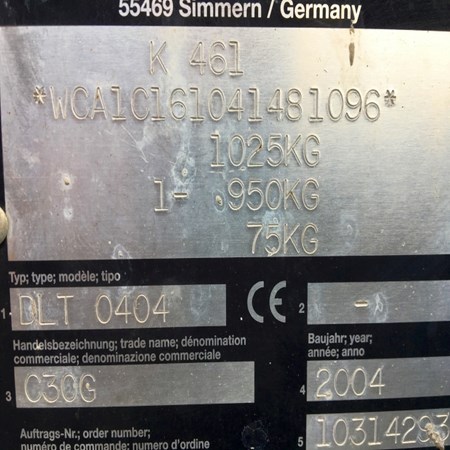 55469 Simmern / Germany
K 461
*WCA1C161041481096*
1025KG
1- 950KG
75KG
Typ; type; modèle; tipo
1- DLT 0404
CE 2 -
Handelsbezeichnung; trade name; dénomination
commerciale; denominazione commerciale
3 C30G
Baujahr; year;
année; anno
4 2004
Auftrags-Nr.; order number;
numéro de commande; numero d'ordine
5 10314293